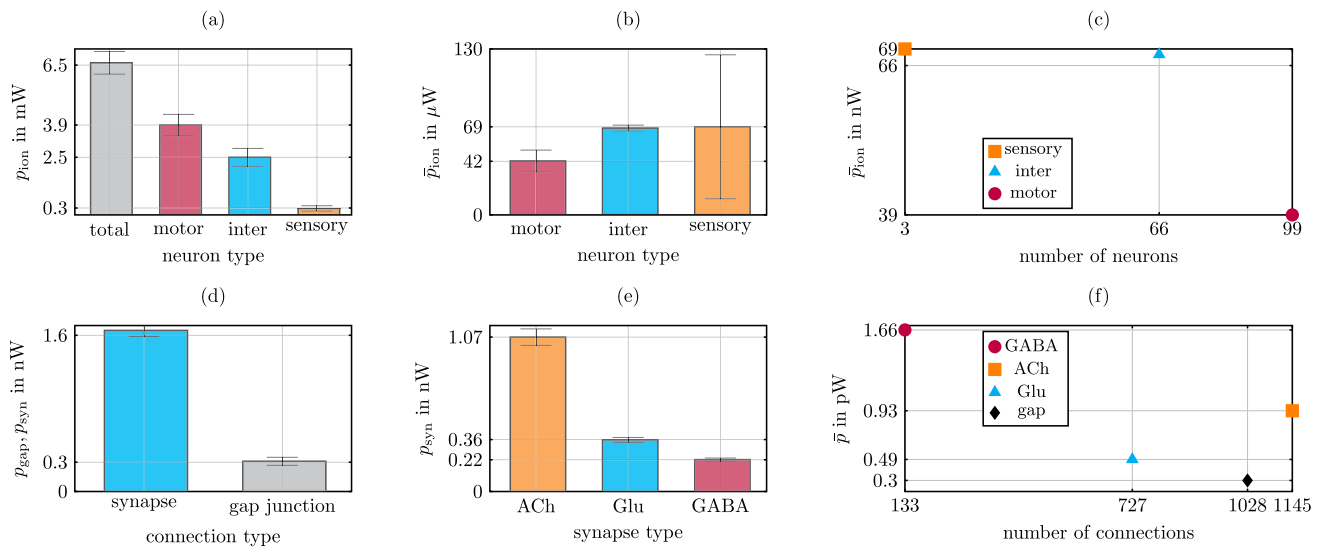 (a)
6.5
3.9
2.5
0.3
p_ion in mW
total motor inter sensory
neuron type
(b)
130
69
42
0
p̄_ion in μW
motor inter sensory
neuron type
(c)
69
66
39
p̄_ion in nW
sensory
inter
motor
3 66 99
number of neurons
(d)
1.6
0.3
0
p_gap, p_syn in nW
synapse gap junction
connection type
(e)
1.07
0.36
0.22
0
p_syn in nW
ACh Glu GABA
synapse type
(f)
1.66
0.93
0.49
0.3
p̄ in pW
GABA
ACh
Glu
gap
133 727 1028 1145
number of connections